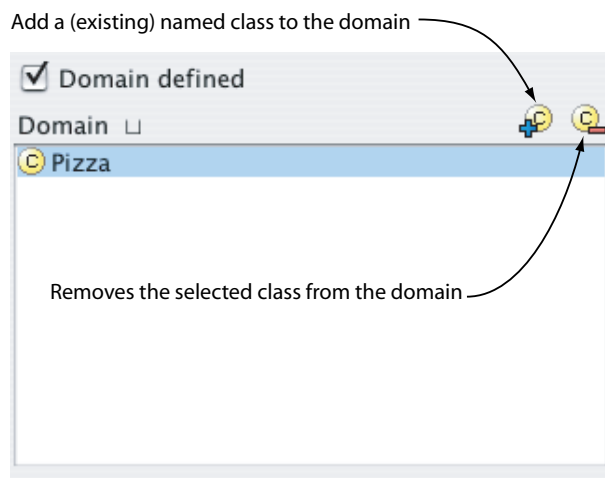 Add a (existing) named class to the domain
Domain defined
Domain ⊔
C C
C Pizza
Removes the selected class from the domain